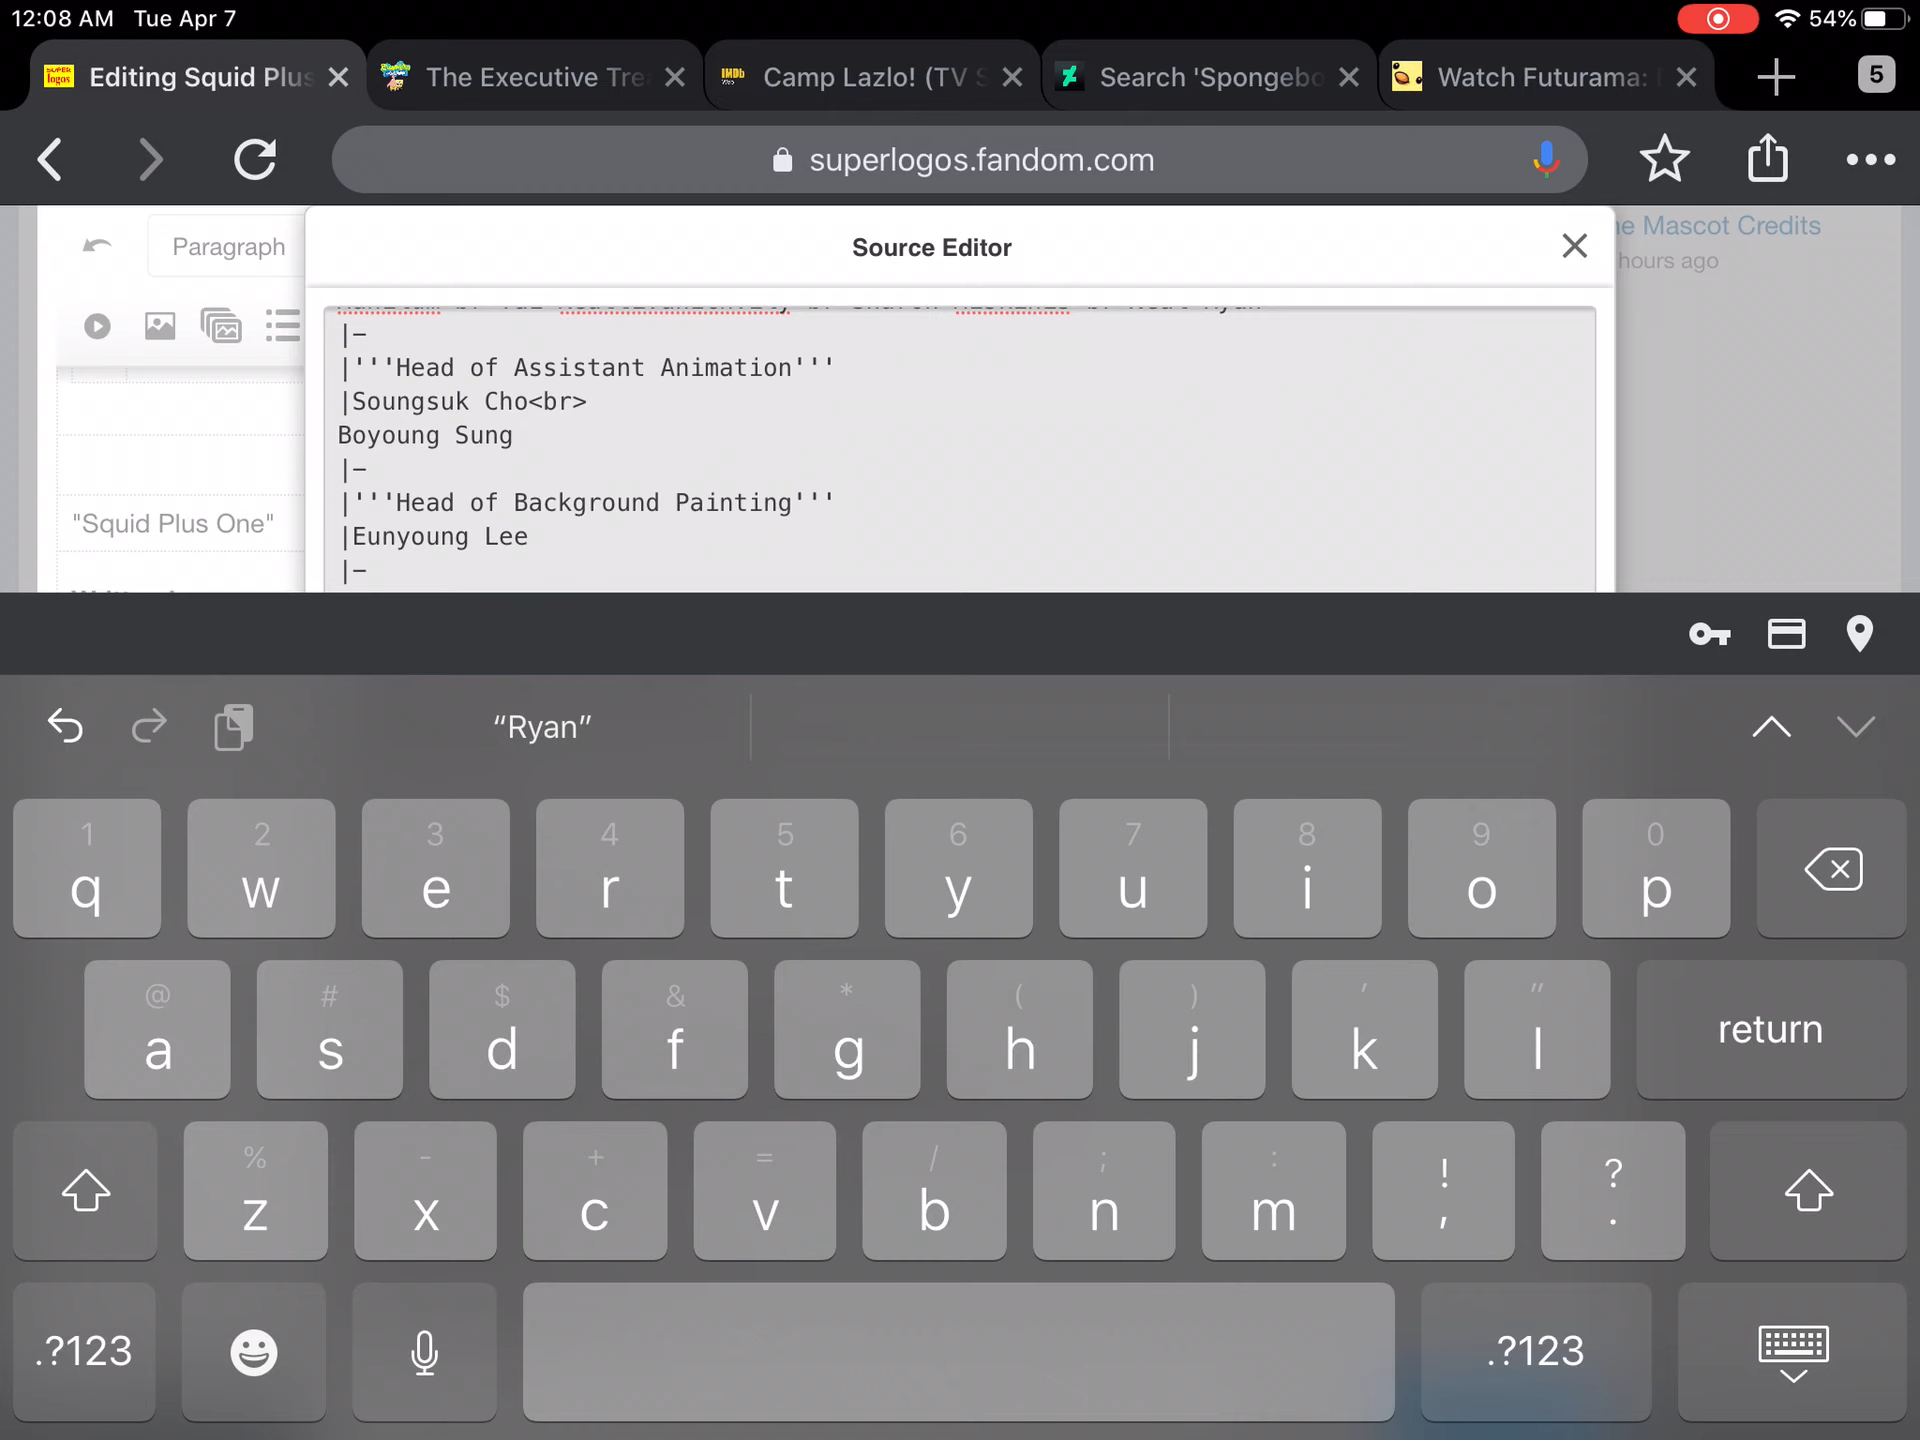 12:08 AM Tue Apr 7
54%
Editing Squid Plus
The Executive Tre
IMDb
Camp Lazlo! (TV S
Search 'Spongebo
Watch Futurama:
5
superlogos.fandom.com
Paragraph
Source Editor
ne Mascot Credits
hours ago
|-
|'''Head of Assistant Animation'''
|Soungsuk Cho<br>
Boyoung Sung
|-
|'''Head of Background Painting'''
|Eunyoung Lee
|-
"Squid Plus One"
“Ryan”
1 2 3 4 5 6 7 8 9 0
q w e r t y u i o p
@ # $ & * ( ) ' "
a s d f g h j k l return
% - + = / ; : ! ?
z x c v b n m , .
.?123 .?123